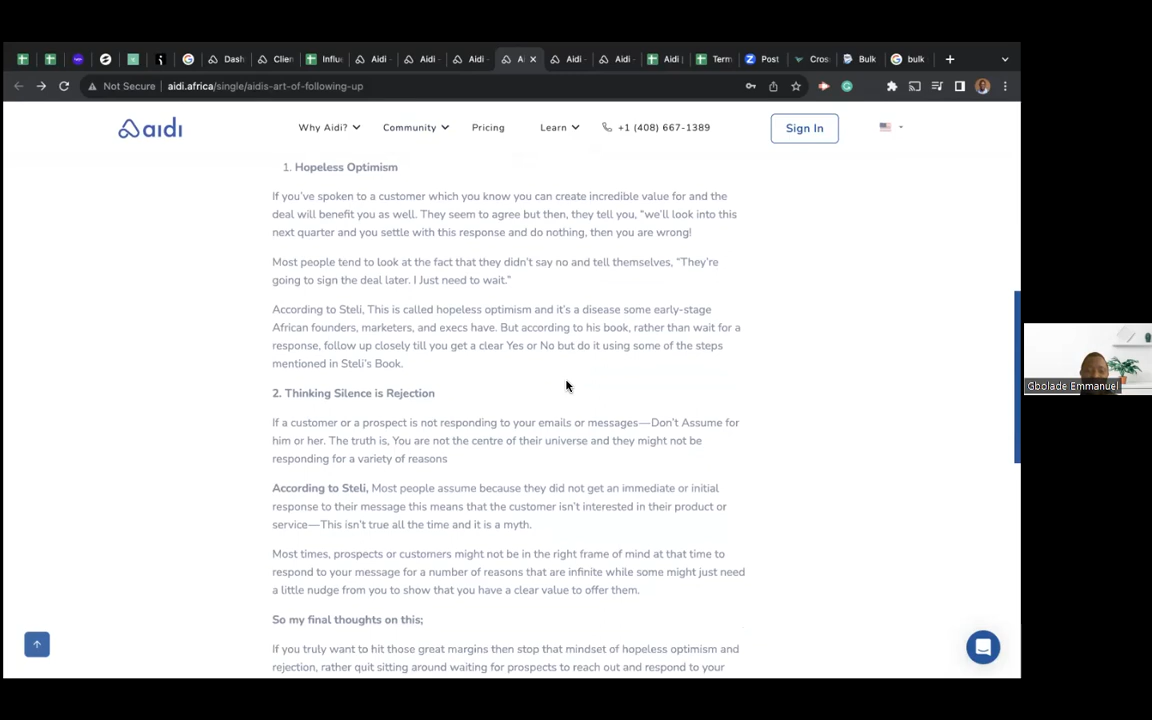 Dash
Clien
Influ
Aidi
Aidi
Aidi
Ai
Aidi
Aidi
Aidi |
Term
Post
Cros
Bulk
bulk
Not Secure | aidi.africa/single/aidis-art-of-following-up
aidi
Why Aidi?
Community
Pricing
Learn
+1 (408) 667-1389
Sign In
1. Hopeless Optimism
If you've spoken to a customer which you know you can create incredible value for and the
deal will benefit you as well. They seem to agree but then, they tell you, "we'll look into this
next quarter and you settle with this response and do nothing, then you are wrong!
Most people tend to look at the fact that they didn't say no and tell themselves, "They're
going to sign the deal later. I Just need to wait."
According to Steli, This is called hopeless optimism and it's a disease some early-stage
African founders, marketers, and execs have. But according to his book, rather than wait for a
response, follow up closely till you get a clear Yes or No but do it using some of the steps
mentioned in Steli's Book.
2. Thinking Silence is Rejection
If a customer or a prospect is not responding to your emails or messages—Don't Assume for
him or her. The truth is, You are not the centre of their universe and they might not be
responding for a variety of reasons
According to Steli, Most people assume because they did not get an immediate or initial
response to their message this means that the customer isn't interested in their product or
service—This isn't true all the time and it is a myth.
Most times, prospects or customers might not be in the right frame of mind at that time to
respond to your message for a number of reasons that are infinite while some might just need
a little nudge from you to show that you have a clear value to offer them.
So my final thoughts on this;
If you truly want to hit those great margins then stop that mindset of hopeless optimism and
rejection, rather quit sitting around waiting for prospects to reach out and respond to your
Gbolade Emmanuel